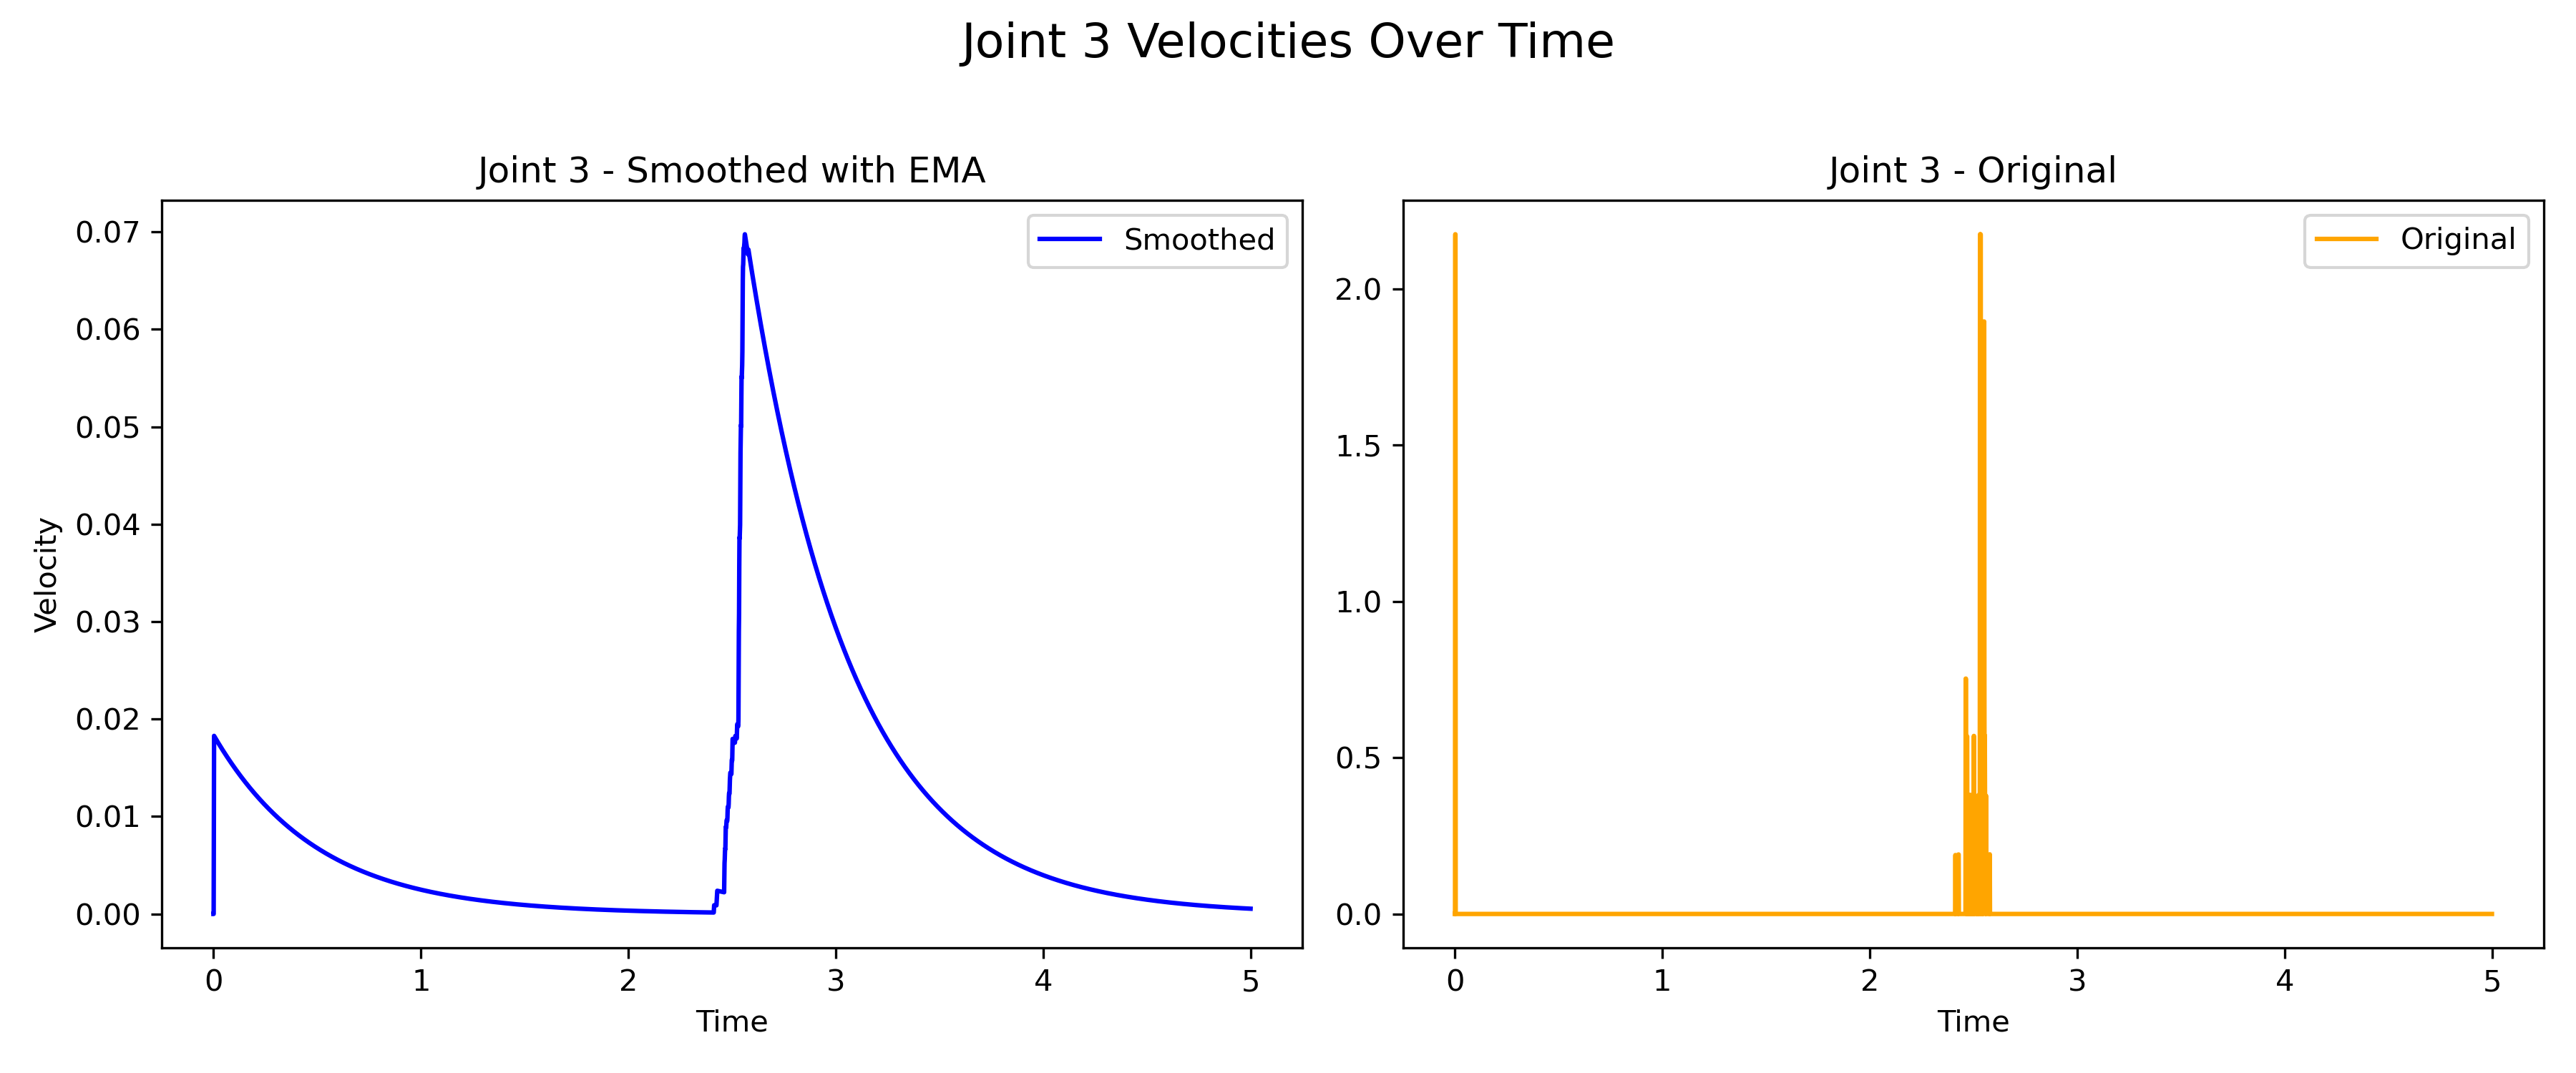 Joint 3 Velocities Over Time
Joint 3 - Smoothed with EMA
Smoothed
0.07
0.06
0.05
0.04
0.03
0.02
0.01
0.00
Velocity
0 1 2 3 4 5
Time
Joint 3 - Original
Original
2.0
1.5
1.0
0.5
0.0
0 1 2 3 4 5
Time